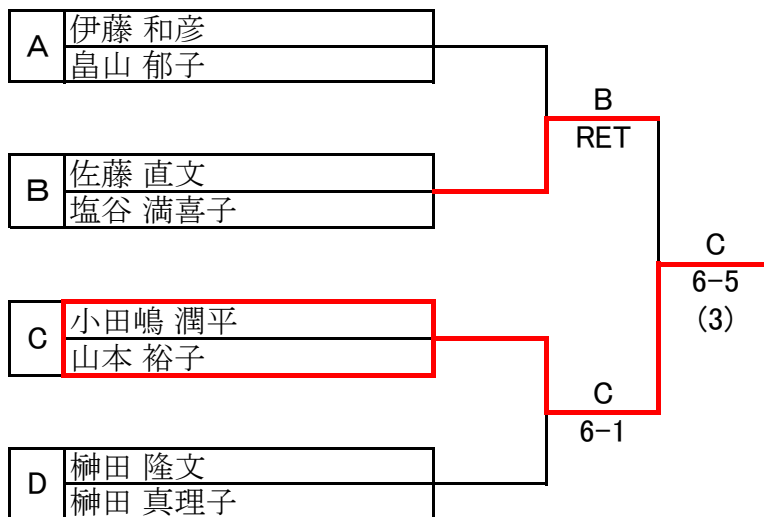 A
伊藤 和彦
畠山 郁子
B
RET
B
佐藤 直文
塩谷 満喜子
C
6-5
(3)
C
小田嶋 潤平
山本 裕子
C
6-1
D
榊田 隆文
榊田 真理子